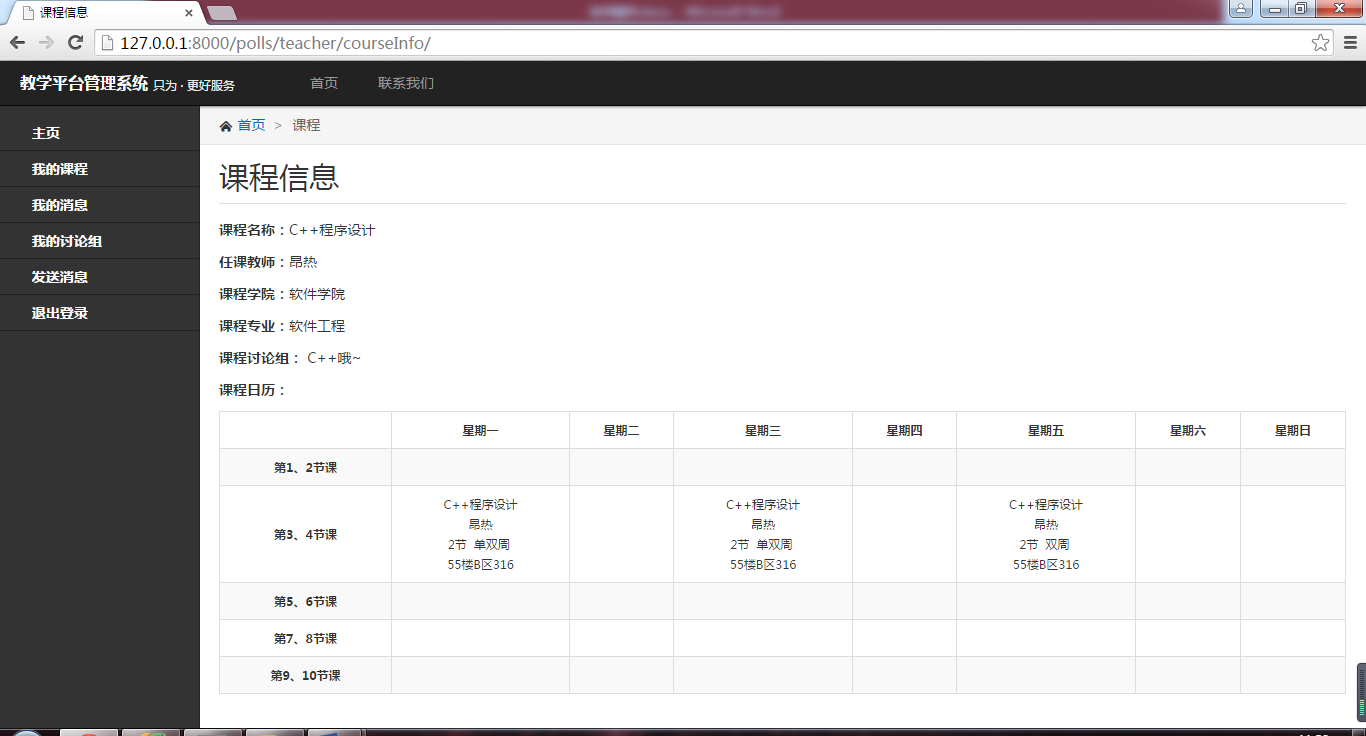 课程信息
127.0.0.1:8000/polls/teacher/courseInfo/
教学平台管理系统 只为 · 更好服务 首页 联系我们
主页
我的课程
我的消息
我的讨论组
发送消息
退出登录
首页 > 课程
课程信息
课程名称：C++程序设计
任课教师：昂热
课程学院：软件学院
课程专业：软件工程
课程讨论组： C++哦~
课程日历：
星期一 星期二 星期三 星期四 星期五 星期六 星期日
第1、2节课
第3、4节课
C++程序设计
昂热
2节 单双周
55楼B区316
C++程序设计
昂热
2节 单双周
55楼B区316
C++程序设计
昂热
2节 双周
55楼B区316
第5、6节课
第7、8节课
第9、10节课